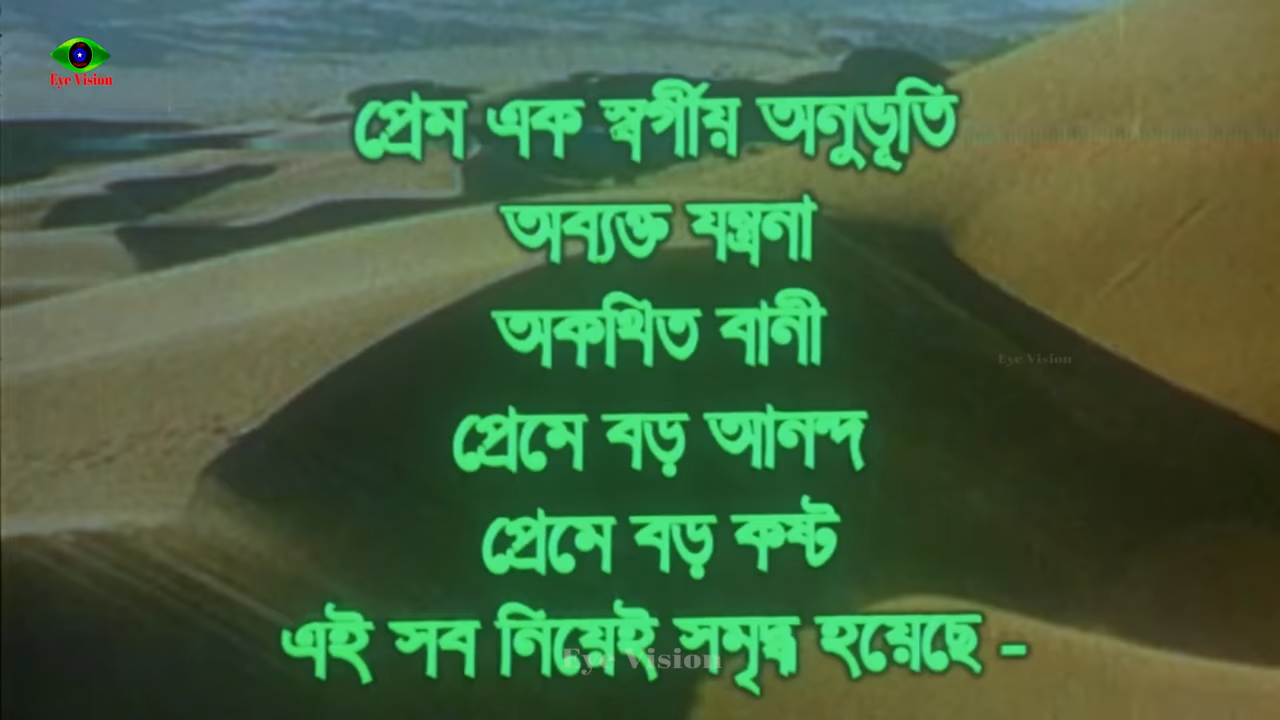 Eye Vision
প্রেম এক স্বর্গীয় অনুভূতি
অব্যক্ত যন্ত্রনা
Eye Vision
অকথিত বানী
প্রেমে বড় আনন্দ
প্রেমে বড় কষ্ট
এই সব নিয়েই সমৃদ্ধ হয়েছে -
Eye Vision